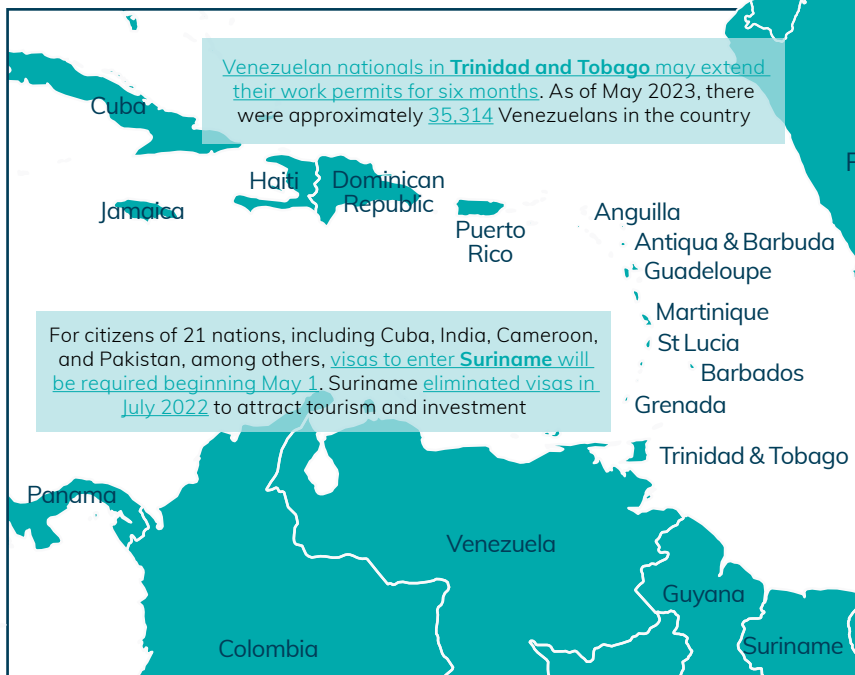 Venezuelan nationals in Trinidad and Tobago may extend
their work permits for six months. As of May 2023, there
were approximately 35,314 Venezuelans in the country
Cuba
Haiti
Dominican
Republic
Jamaica
Puerto
Rico
Anguilla
Antiqua & Barbuda
Guadeloupe
Martinique
St Lucia
Barbados
Grenada
Trinidad & Tobago
For citizens of 21 nations, including Cuba, India, Cameroon,
and Pakistan, among others, visas to enter Suriname will
be required beginning May 1. Suriname eliminated visas in
July 2022 to attract tourism and investment
Panama
Venezuela
Guyana
Colombia
Suriname